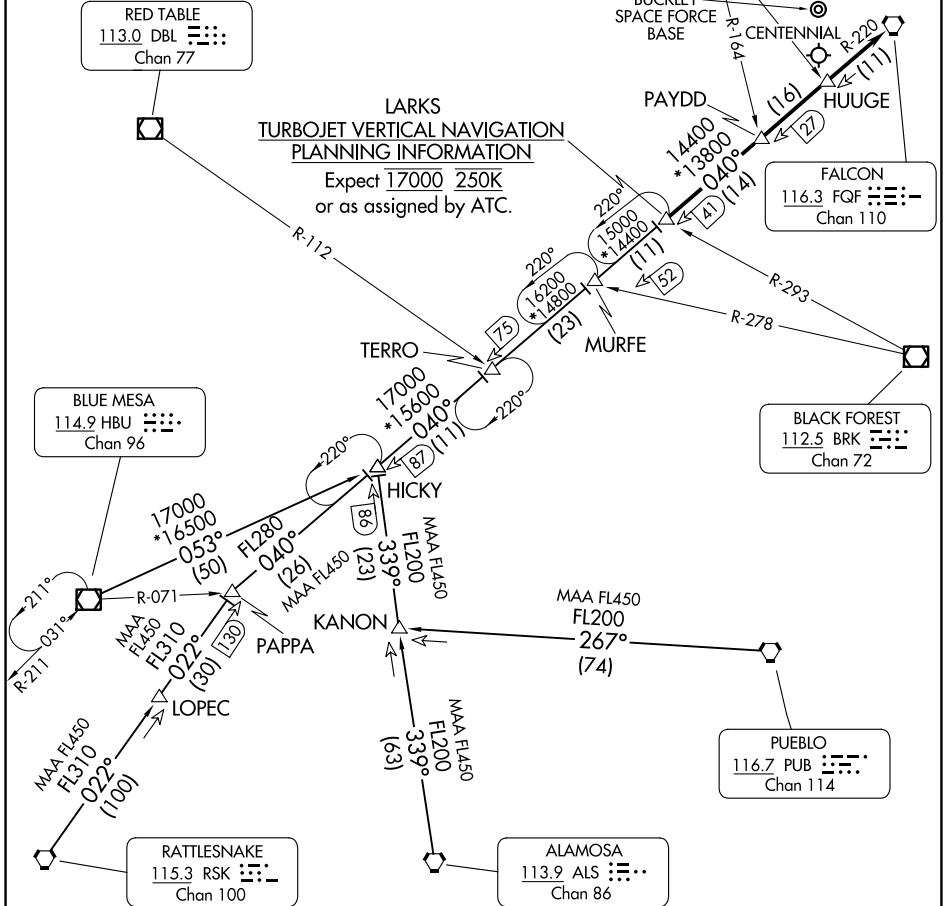 RED TABLE
113.0 DBL
Chan 77
BUCKLEY
SPACE FORCE
BASE
CENTENNIAL
R-164
R-220
(11)
HUUGE
(16)
PAYDD
27
LARKS
TURBOJET VERTICAL NAVIGATION
PLANNING INFORMATION
Expect 17000 250K
or as assigned by ATC.
14400
*13800
040°
(14)
FALCON
116.3 FQF
Chan 110
220°
41
15000
*14400
(11)
R-112
220°
52
16200
*14800
(23)
R-293
R-278
MURFE
75
TERRO
220°
17000
*15600
040°
(11)
BLUE MESA
114.9 HBU
Chan 96
BLACK FOREST
112.5 BRK
Chan 72
220°
87
HICKY
17000
*16500
053°
(50)
FL280
040°
(26)
MAA FL450
86
339°
(23)
MAA FL450
FL200
211°
031°
R-211
R-071
PAPPA
MAA
FL450
FL310
022°
(30)
130
KANON
MAA FL450
FL200
267°
(74)
LOPEC
MAA FL450
FL310
022°
(100)
MAA FL450
FL200
339°
(63)
PUEBLO
116.7 PUB
Chan 114
RATTLESNAKE
115.3 RSK
Chan 100
ALAMOSA
113.9 ALS
Chan 86